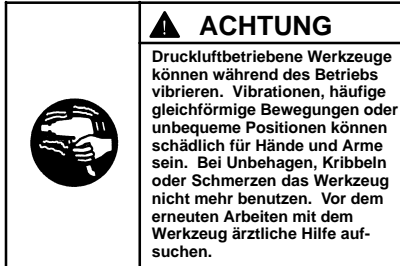 ACHTUNG
Druckluftbetriebene Werkzeuge
können während des Betriebs
vibrieren. Vibrationen, häufige
gleichförmige Bewegungen oder
unbequeme Positionen können
schädlich für Hände und Arme
sein. Bei Unbehagen, Kribbeln
oder Schmerzen das Werkzeug
nicht mehr benutzen. Vor dem
erneuten Arbeiten mit dem
Werkzeug ärztliche Hilfe auf-
suchen.